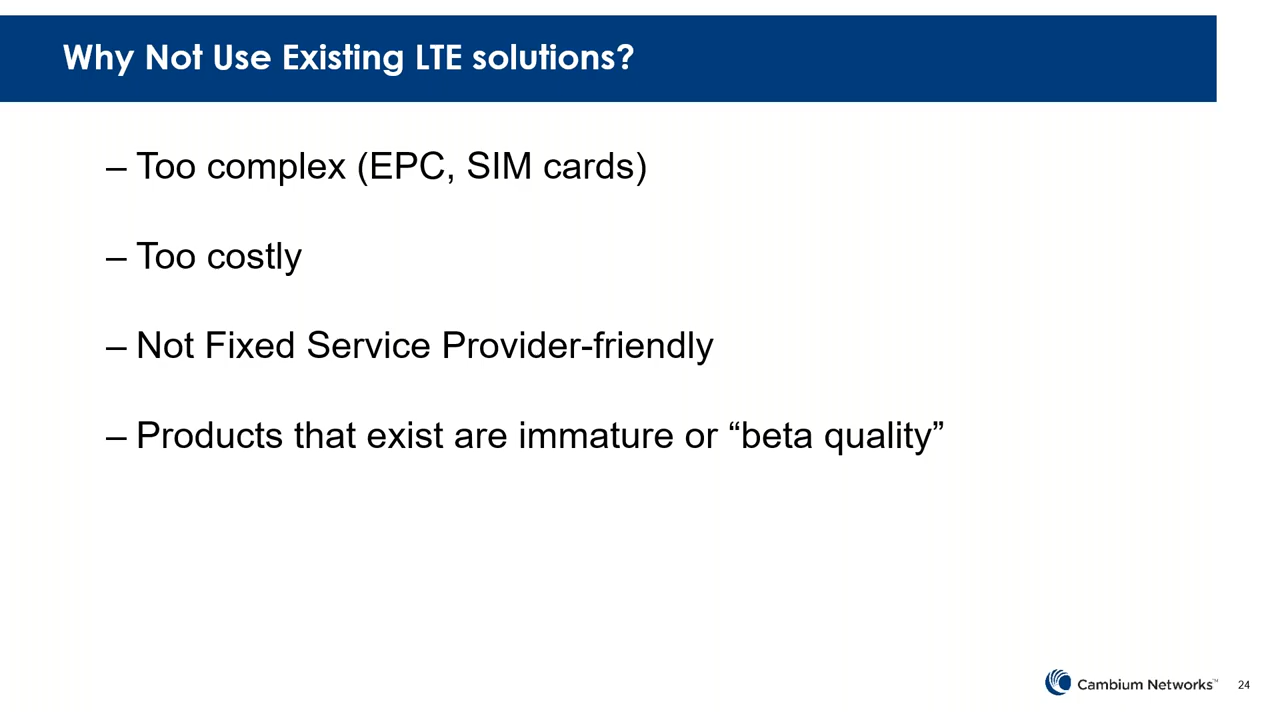 Why Not Use Existing LTE solutions?
– Too complex (EPC, SIM cards)
– Too costly
– Not Fixed Service Provider-friendly
– Products that exist are immature or “beta quality”
Cambium Networks™ 24